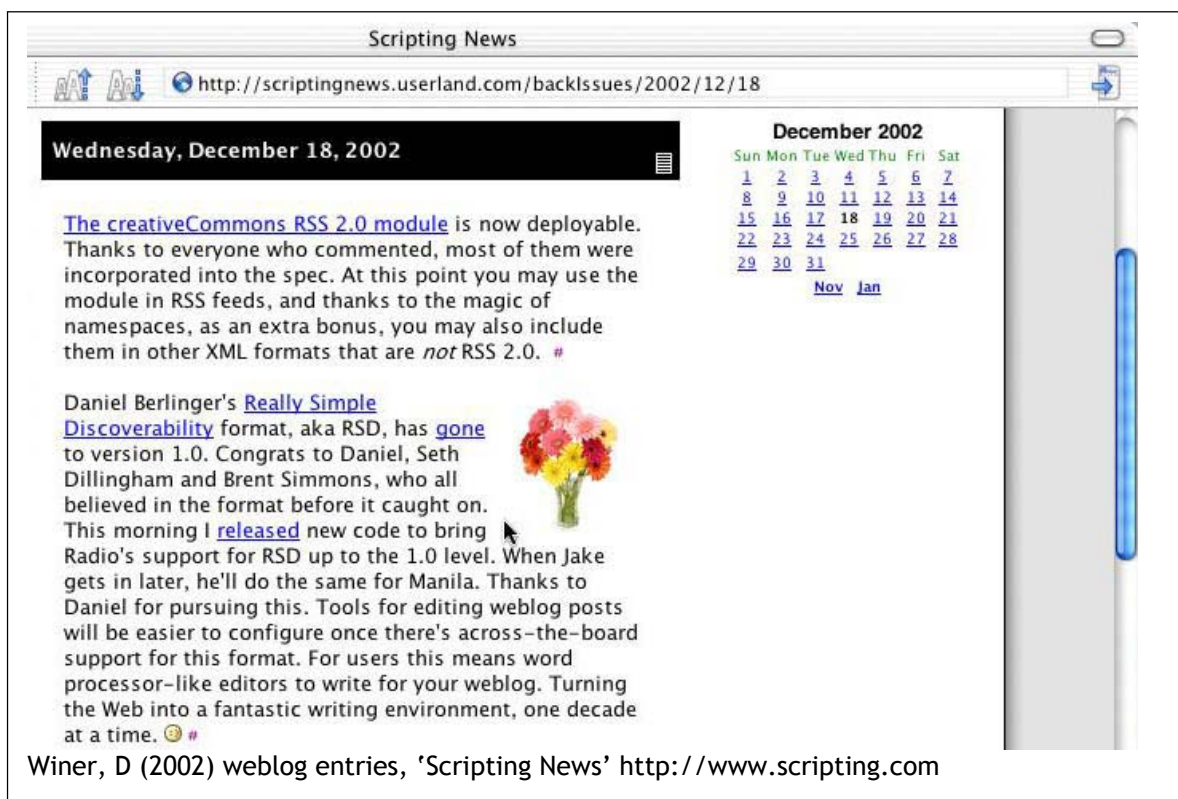 Scripting News
http://scriptingnews.userland.com/backIssues/2002/12/18
Wednesday, December 18, 2002
The creativeCommons RSS 2.0 module is now deployable.
Thanks to everyone who commented, most of them were
incorporated into the spec. At this point you may use the
module in RSS feeds, and thanks to the magic of
namespaces, as an extra bonus, you may also include
them in other XML formats that are not RSS 2.0. #
Daniel Berlinger's Really Simple
Discoverability format, aka RSD, has gone
to version 1.0. Congrats to Daniel, Seth
Dillingham and Brent Simmons, who all
believed in the format before it caught on.
This morning I released new code to bring
Radio's support for RSD up to the 1.0 level. When Jake
gets in later, he'll do the same for Manila. Thanks to
Daniel for pursuing this. Tools for editing weblog posts
will be easier to configure once there's across-the-board
support for this format. For users this means word
processor-like editors to write for your weblog. Turning
the Web into a fantastic writing environment, one decade
at a time. #
December 2002
Sun Mon Tue Wed Thu Fri Sat
1 2 3 4 5 6 7
8 9 10 11 12 13 14
15 16 17 18 19 20 21
22 23 24 25 26 27 28
29 30 31
Nov Jan
Winer, D (2002) weblog entries, ‘Scripting News’ http://www.scripting.com